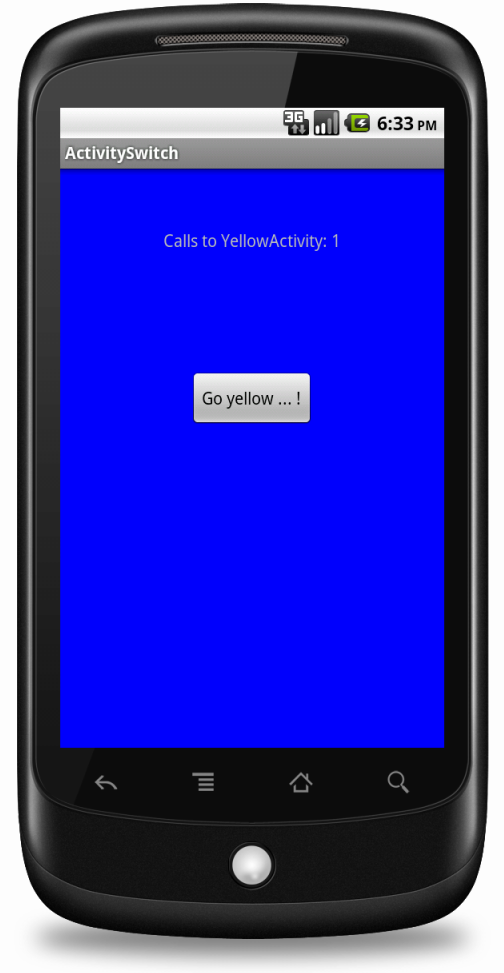 3G 6:33 PM
ActivitySwitch
Calls to YellowActivity: 1
Go yellow ... !